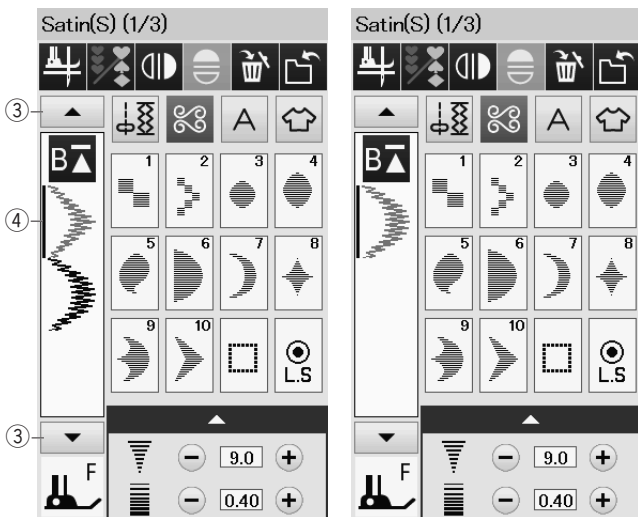 Satin(S) (1/3)
③
A
B
1 2 3 4
④
5 6 7 8
9 10
L.S
③
9.0
F
0.40
Satin(S) (1/3)
A
B
1 2 3 4
5 6 7 8
9 10
L.S
9.0
F
0.40